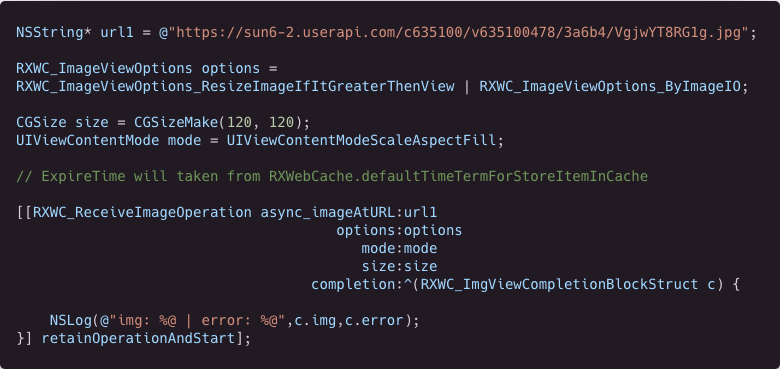 NSString* url1 = @"https://sun6-2.userapi.com/c635100/v635100478/3a6b4/VgjwYT8RG1g.jpg";
RXWC_ImageViewOptions options =
RXWC_ImageViewOptions_ResizeImageIfItGreaterThenView | RXWC_ImageViewOptions_ByImageIO;
CGSize size = CGSizeMake(120, 120);
UIViewContentMode mode = UIViewContentModeScaleAspectFill;
// ExpireTime will taken from RXWebCache.defaultTimeTermForStoreItemInCache
[[RXWC_ReceiveImageOperation async_imageAtURL:url1
options:options
mode:mode
size:size
completion:^(RXWC_ImgViewCompletionBlockStruct c) {
NSLog(@"img: %@ | error: %@",c.img,c.error);
}] retainOperationAndStart];